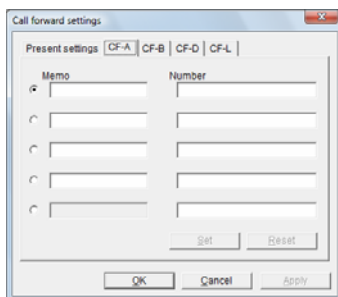 Call forward settings
Present settings CF-A CF-B CF-D CF-L
Memo Number
Set Reset
OK Cancel Apply